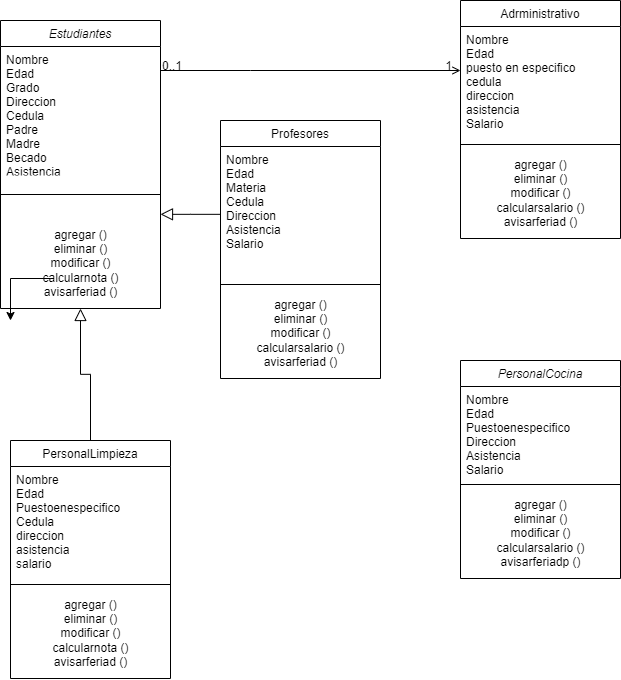 Estudiantes
Nombre
Edad
Grado
Direccion
Cedula
Padre
Madre
Becado
Asistencia
agregar ()
eliminar ()
modificar ()
calcularnota ()
avisarferiad ()
0..1
1
Adrministrativo
Nombre
Edad
puesto en especifico
cedula
direccion
asistencia
Salario
agregar ()
eliminar ()
modificar ()
calcularsalario ()
avisarferiad ()
Profesores
Nombre
Edad
Materia
Cedula
Direccion
Asistencia
Salario
agregar ()
eliminar ()
modificar ()
calcularsalario ()
avisarferiad ()
PersonalCocina
Nombre
Edad
Puestoenespecifico
Direccion
Asistencia
Salario
agregar ()
eliminar ()
modificar ()
calcularsalario ()
avisarferiadp ()
PersonalLimpieza
Nombre
Edad
Puestoenespecifico
Cedula
direccion
asistencia
salario
agregar ()
eliminar ()
modificar ()
calcularnota ()
avisarferiad ()